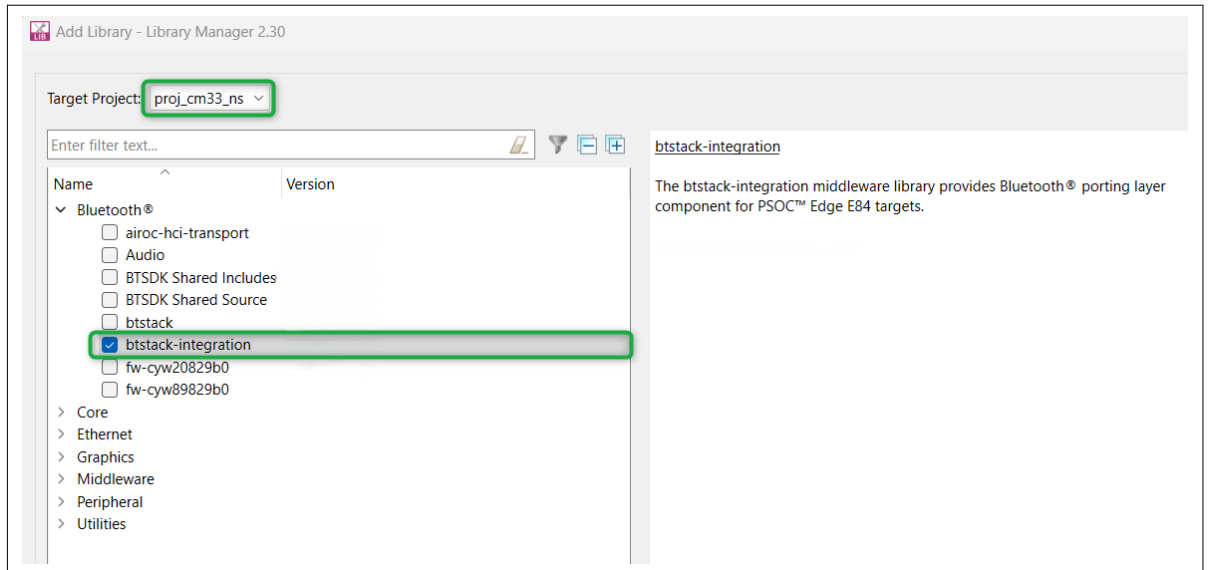 LIB Add Library - Library Manager 2.30
Target Project: proj_cm33_ns
Enter filter text...
Name Version
Bluetooth®
airoc-hci-transport
Audio
BTSDK Shared Includes
BTSDK Shared Source
btstack
btstack-integration
fw-cyw20829b0
fw-cyw89829b0
Core
Ethernet
Graphics
Middleware
Peripheral
Utilities
btstack-integration
The btstack-integration middleware library provides Bluetooth® porting layer
component for PSOC™ Edge E84 targets.